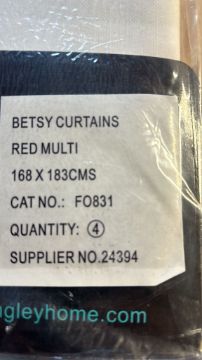 BETSY CURTAINS
RED MULTI
168 X 183CMS
CAT NO.: FO831
QUANTITY: ④
SUPPLIER NO.24394
gleyhome.com